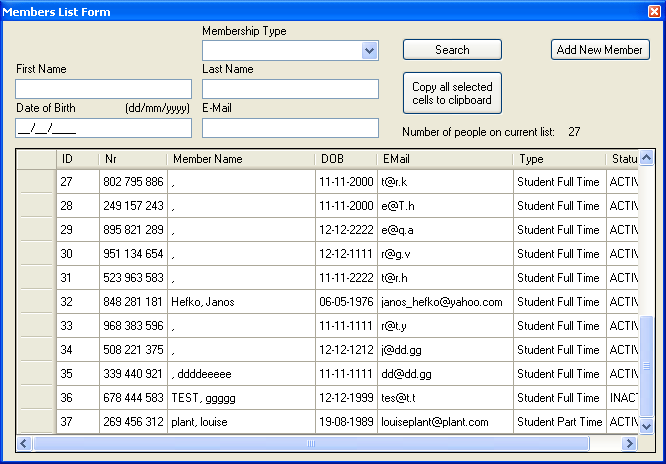 Members List Form
Membership Type
Search
Add New Member
First Name
Last Name
Copy all selected
cells to clipboard
Date of Birth (dd/mm/yyyy)
E-Mail
__/__/____
Number of people on current list: 27
ID Nr Member Name DOB EMail Type Statu
27 802 795 886 , 11-11-2000 t@r.k Student Full Time ACTIV
28 249 157 243 , 11-11-2000 e@T.h Student Full Time ACTIV
29 895 821 289 , 12-12-2222 e@q.a Student Full Time ACTIV
30 951 134 654 , 12-12-1111 r@g.v Student Full Time ACTIV
31 523 963 583 , 11-11-2222 t@r.h Student Full Time ACTIV
32 848 281 181 Hefko, Janos 06-05-1976 janos_hefko@yahoo.com Student Full Time ACTIV
33 968 383 596 , 11-11-1111 r@t.y Student Full Time ACTIV
34 508 221 375 , 12-12-1212 j@dd.gg Student Full Time ACTIV
35 339 440 921 , ddddeeeee 11-11-1111 dd@dd.gg Student Full Time ACTIV
36 678 444 583 TEST, ggggg 12-12-1999 tes@t.t Student Full Time INAC
37 269 456 312 plant, louise 19-08-1989 louiseplant@plant.com Student Part Time ACTIV